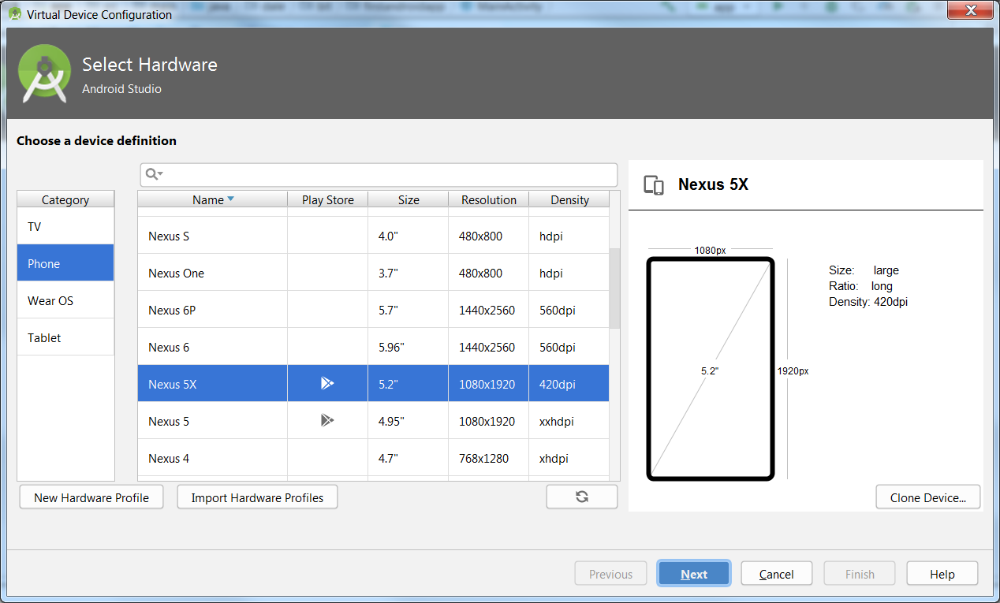 Virtual Device Configuration
Select Hardware
Android Studio
Choose a device definition
Category
TV
Phone
Wear OS
Tablet
Name Play Store Size Resolution Density
Nexus S 4.0" 480x800 hdpi
Nexus One 3.7" 480x800 hdpi
Nexus 6P 5.7" 1440x2560 560dpi
Nexus 6 5.96" 1440x2560 560dpi
Nexus 5X 5.2" 1080x1920 420dpi
Nexus 5 4.95" 1080x1920 xxhdpi
Nexus 4 4.7" 768x1280 xhdpi
New Hardware Profile Import Hardware Profiles
Nexus 5X
1080px
5.2"
1920px
Size: large
Ratio: long
Density: 420dpi
Clone Device...
Previous Next Cancel Finish Help